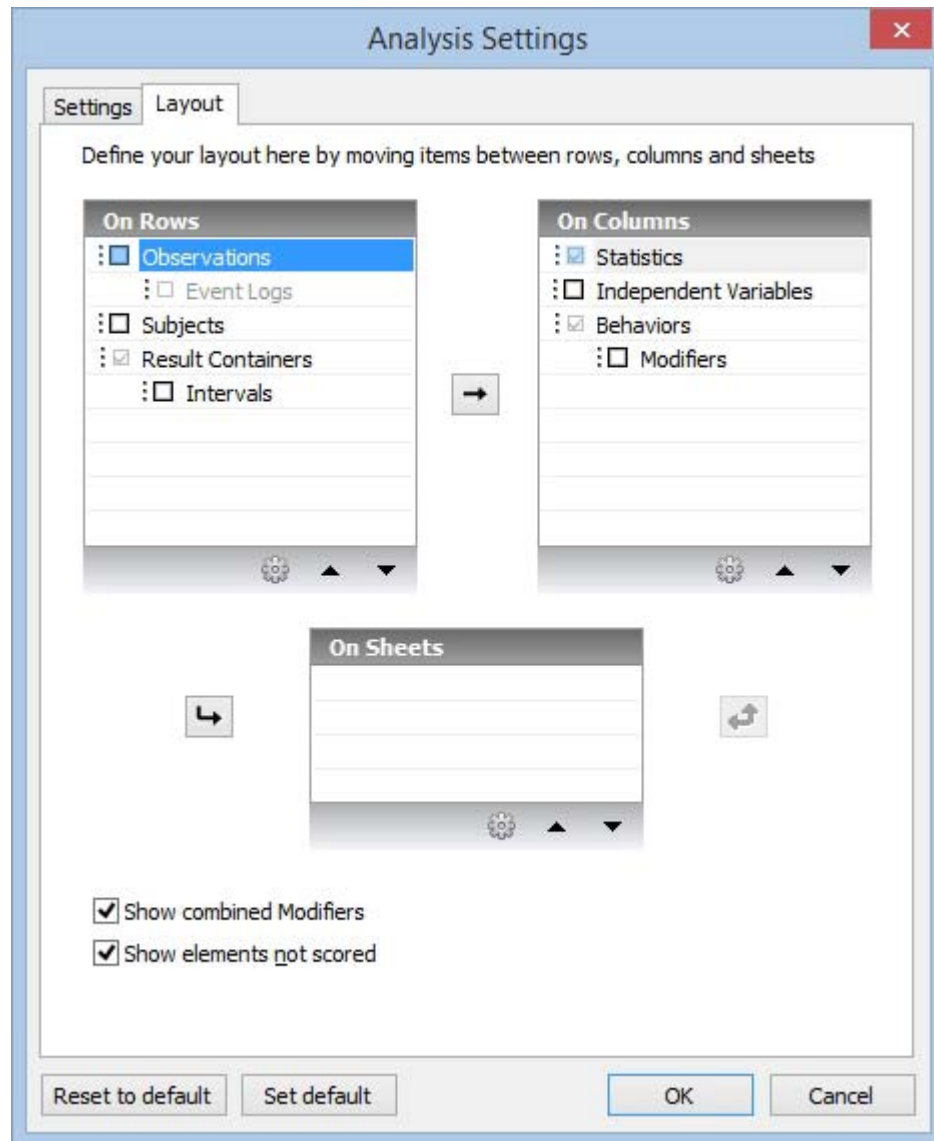 Analysis Settings
Settings
Layout
Define your layout here by moving items between rows, columns and sheets
On Rows
Observations
Event Logs
Subjects
Result Containers
Intervals
On Columns
Statistics
Independent Variables
Behaviors
Modifiers
On Sheets
Show combined Modifiers
Show elements not scored
Reset to default
Set default
OK
Cancel